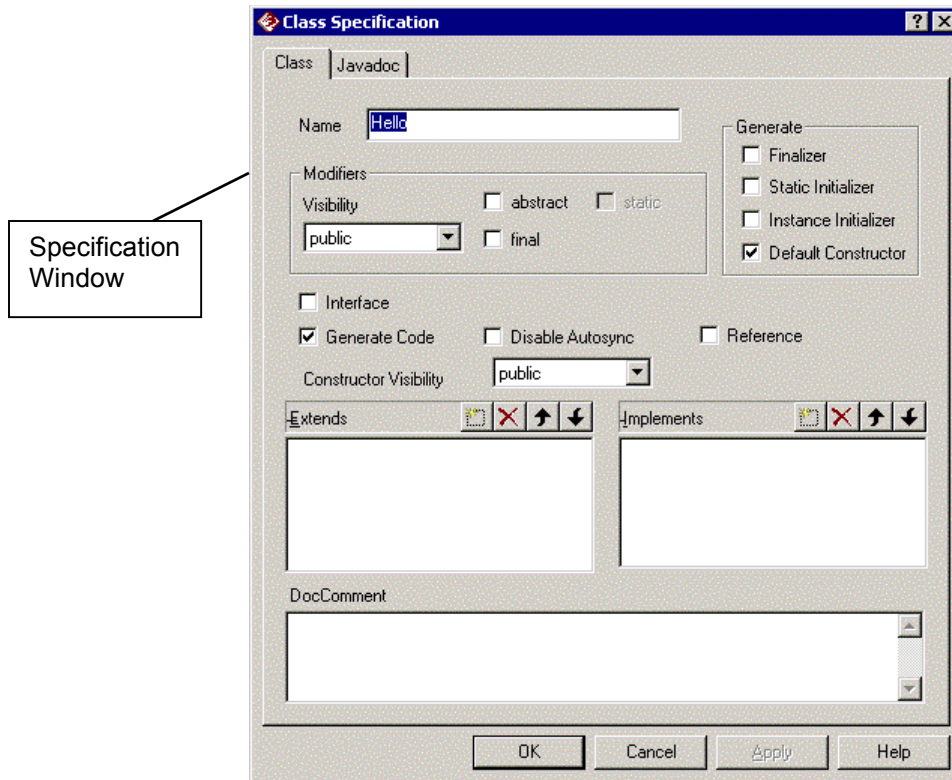 Class Specification
Class Javadoc
Name Hello
Generate
Finalizer
Static Initializer
Instance Initializer
Default Constructor
Modifiers
Visibility
public
abstract static
final
Specification
Window
Interface
Generate Code Disable Autosync Reference
Constructor Visibility public
Extends Implements
DocComment
OK Cancel Apply Help